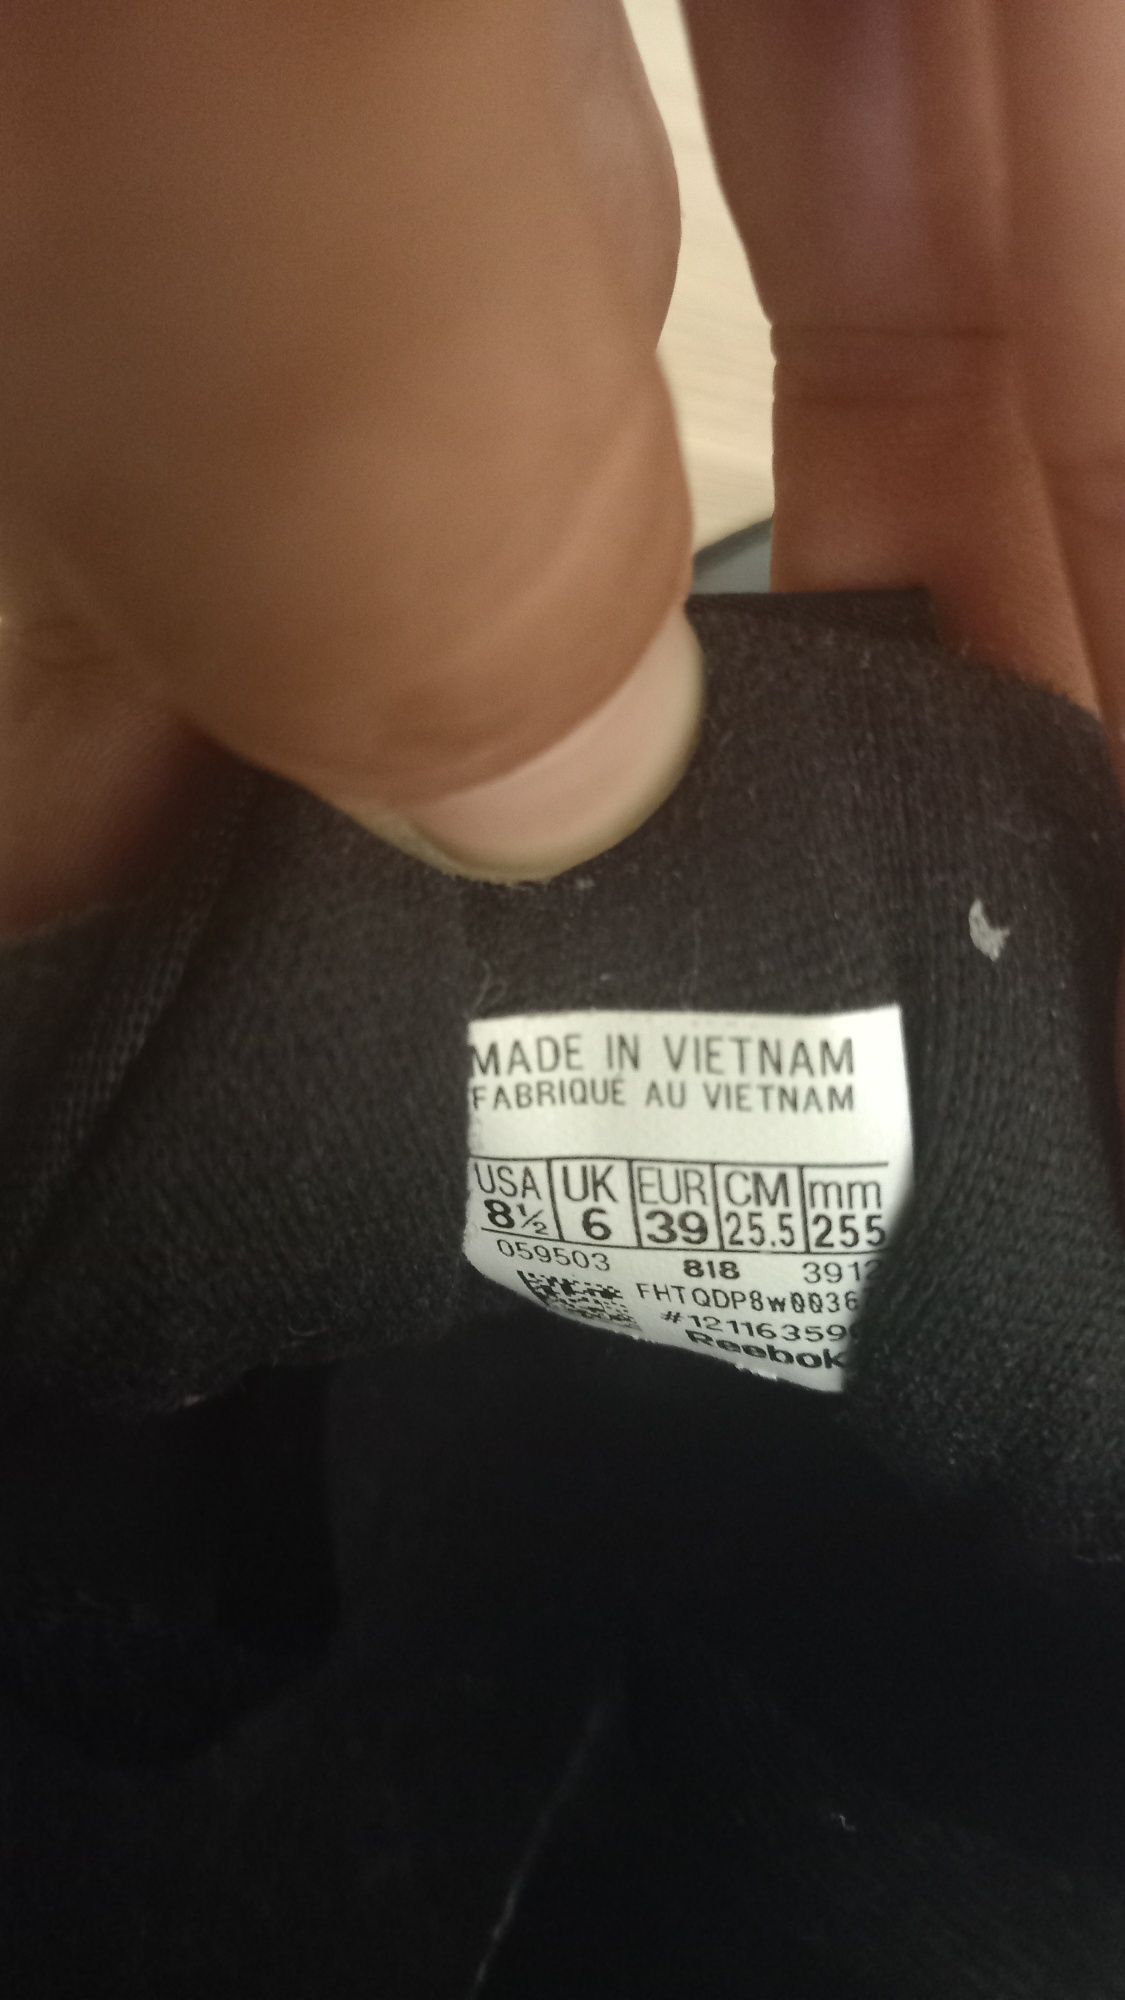 MADE IN VIETNAM
FABRIQUÉ AU VIETNAM
USA UK EUR CM mm
8½ 6 39 25.5 255
059503 818
#
Reebok